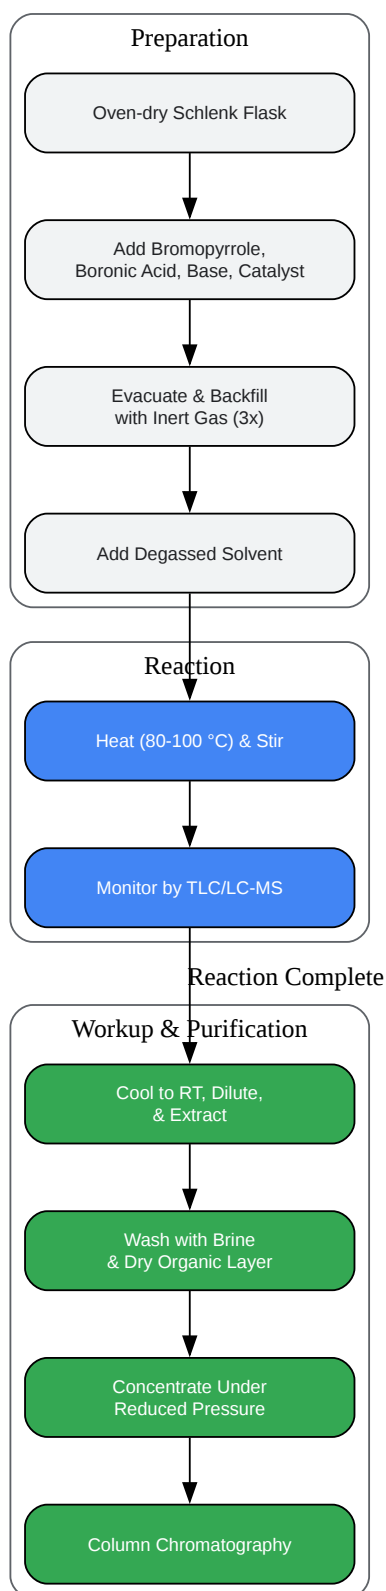 Preparation
Oven-dry Schlenk Flask
Add Bromopyrrole,
Boronic Acid, Base, Catalyst
Evacuate & Backfill
with Inert Gas (3x)
Add Degassed Solvent
Reaction
Heat (80-100 °C) & Stir
Monitor by TLC/LC-MS
Reaction Complete
Workup & Purification
Cool to RT, Dilute,
& Extract
Wash with Brine
& Dry Organic Layer
Concentrate Under
Reduced Pressure
Column Chromatography